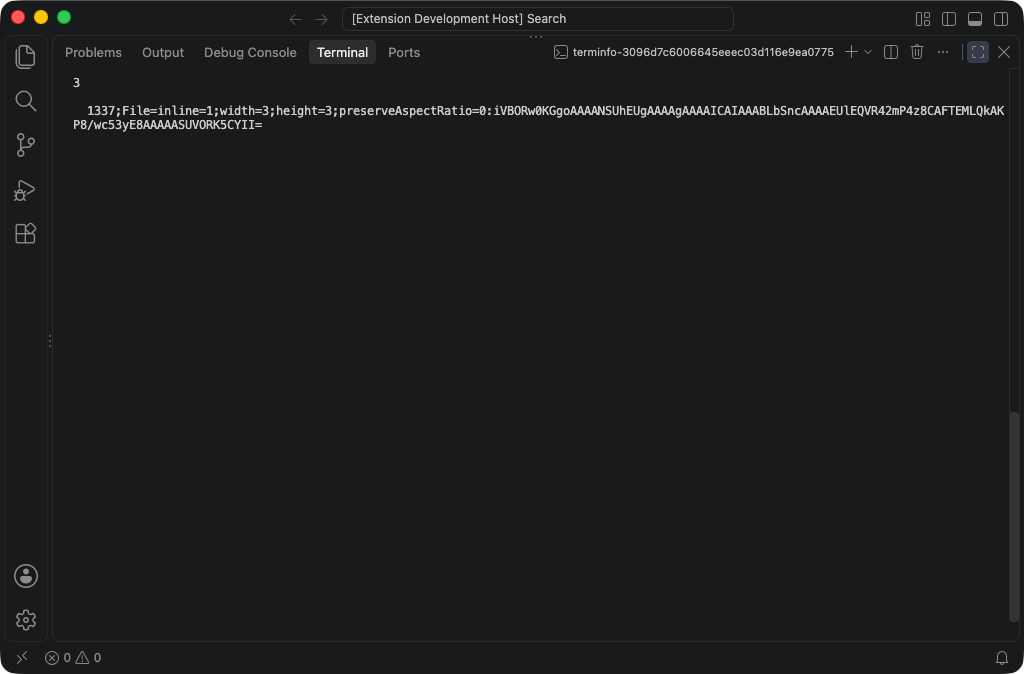 [Extension Development Host] Search
Problems Output Debug Console Terminal Ports
terminfo-3096d7c6006645eeec03d116e9ea0775
3
1337;File=inline=1;width=3;height=3;preserveAspectRatio=0:iVBORw0KGgoAAAANSUhEUgAAAAgAAAAICAIAAABLbSncAAAAEUlEQVR42mP4z8CAFTEMLQkAK
P8/wc53yE8AAAAASUVORK5CYII=
0 0